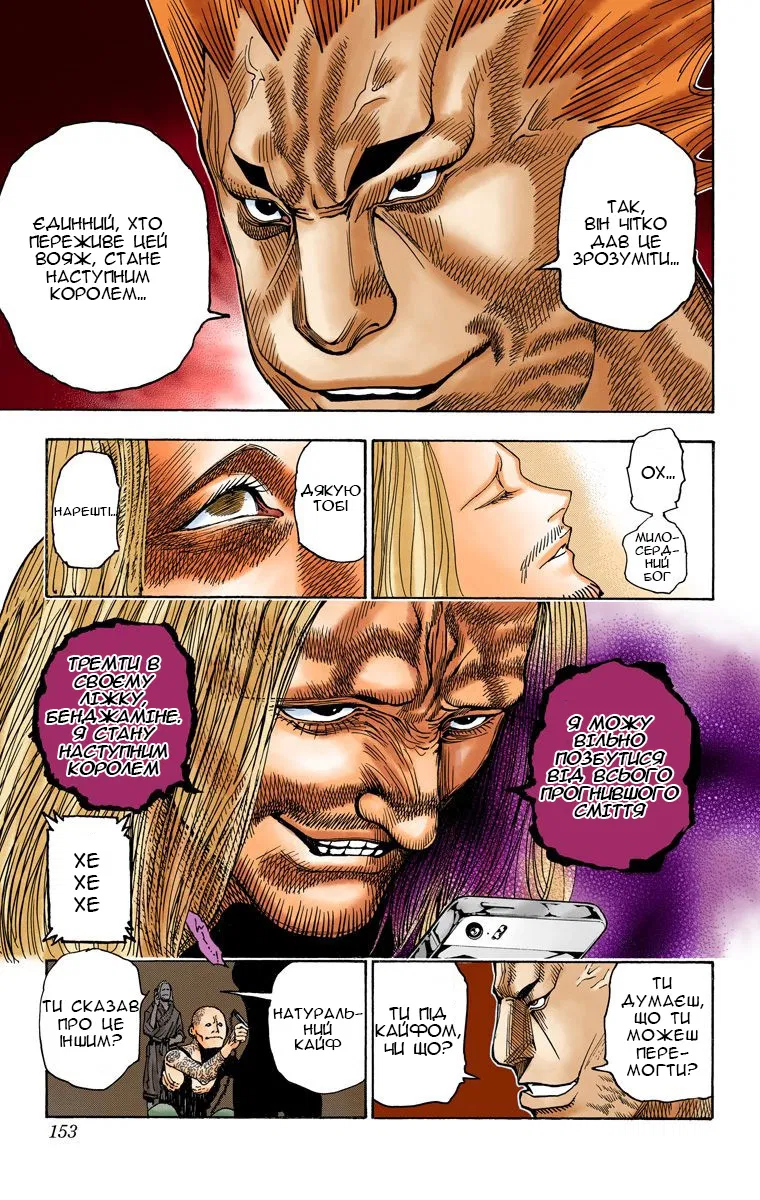 ТАК,
ВІН ЧІТКО
ДАВ ЦЕ
ЗРОЗУМІТИ...
ЄДИННИЙ, ХТО
ПЕРЕЖИВЕ ЦЕЙ
ВОЯЖ, СТАНЕ
НАСТУПНИМ
КОРОЛЕМ...
ОХ...
МИЛО-
СЕРД-
НИЙ
БОГ
ДЯКУЮ
ТОБІ
НАРЕШТІ...
Я МОЖУ
ВІЛЬНО
ПОЗБУТИСЯ
ВІД ВСЬОГО
ПРОГНИВШОГО
СМІТТЯ
ТРЕМТИ В
СВОЄМУ
ЛІЖКУ,
БЕНДЖАМІНЕ.
Я СТАНУ
НАСТУПНИМ
КОРОЛЕМ
ХЕ
ХЕ
ХЕ
ТИ
ДУМАЄШ,
ЩО ТИ
МОЖЕШ
ПЕРЕ-
МОГТИ?
ТИ ПІД
КАЙФОМ,
ЧИ ЩО?
НАТУРАЛЬ-
НИЙ
КАЙФ
ТИ СКАЗАВ
ПРО ЦЕ
ІНШИМ?
153